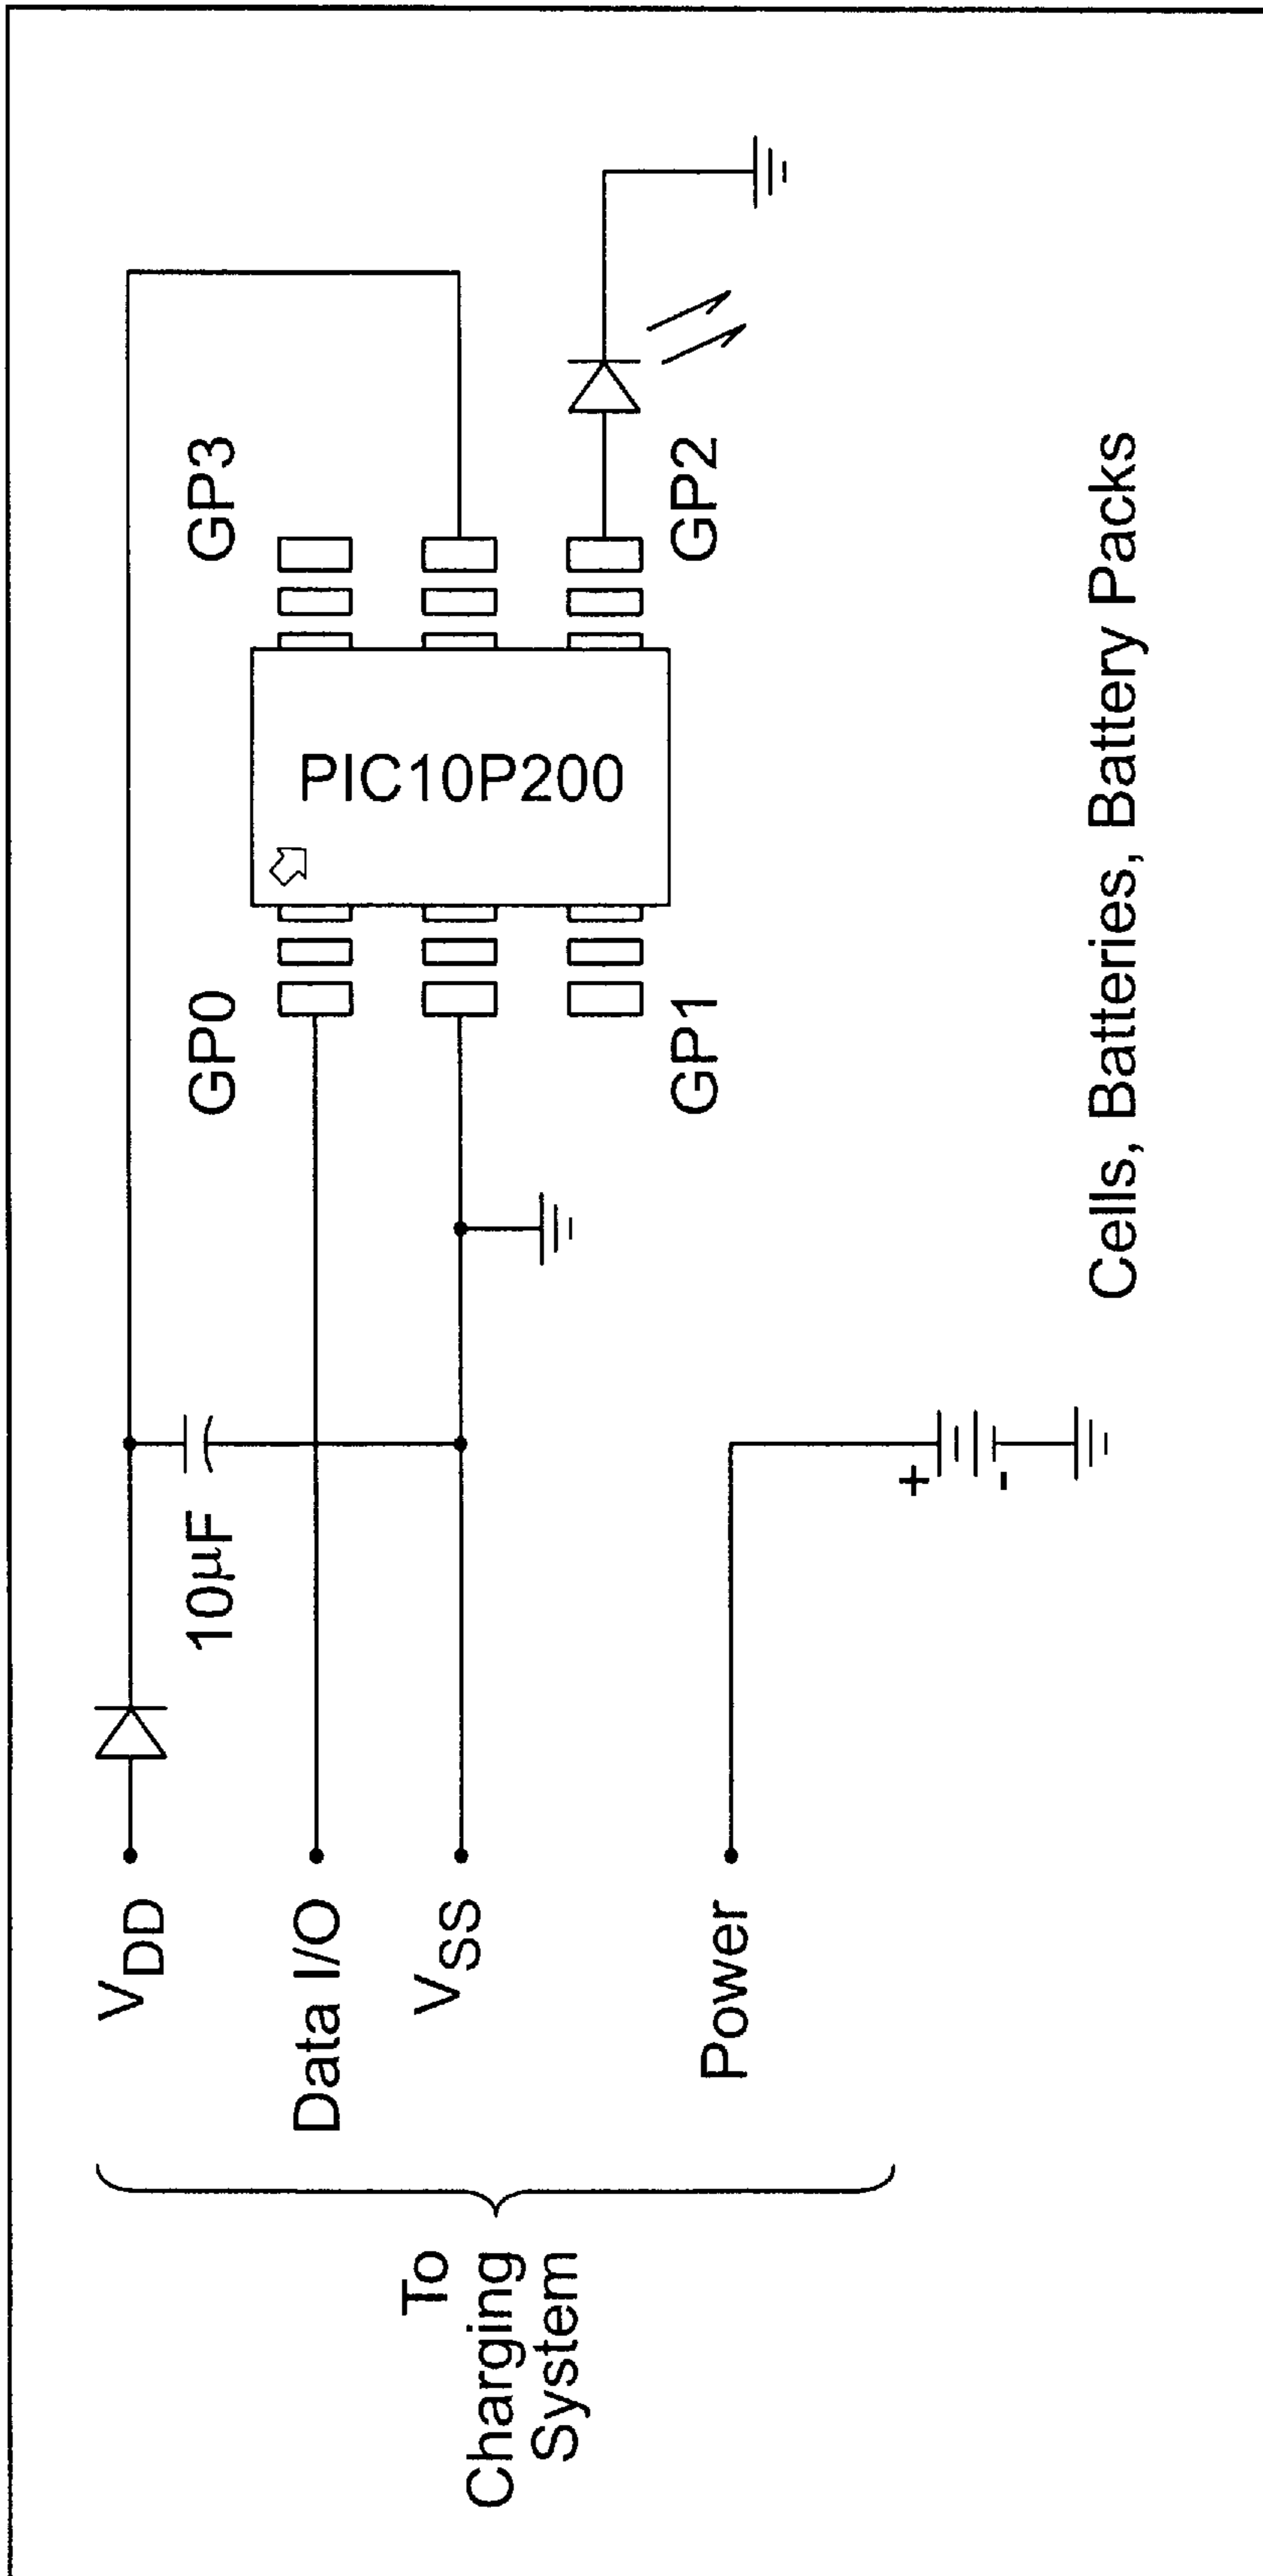 V_DD
10µF
GP0
GP3
Data I/O
PIC10P200
V_SS
To
Charging
System
GP1
GP2
Power
+
-
Cells, Batteries, Battery Packs